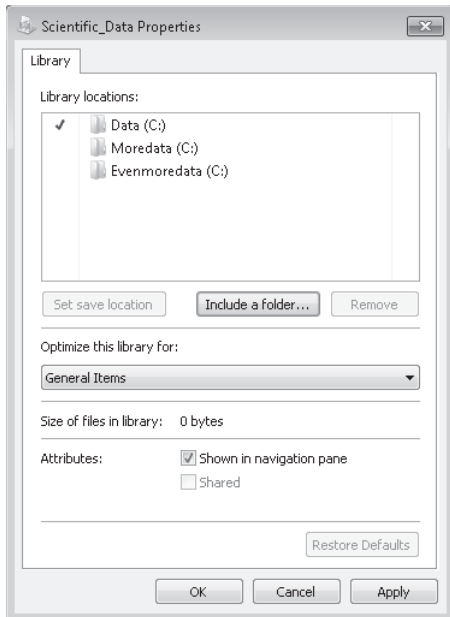 Scientific_Data Properties
Library
Library locations:
Data (C:)
Moredata (C:)
Evenmoredata (C:)
Set save location Include a folder... Remove
Optimize this library for:
General Items
Size of files in library: 0 bytes
Attributes: Shown in navigation pane
Shared
Restore Defaults
OK Cancel Apply